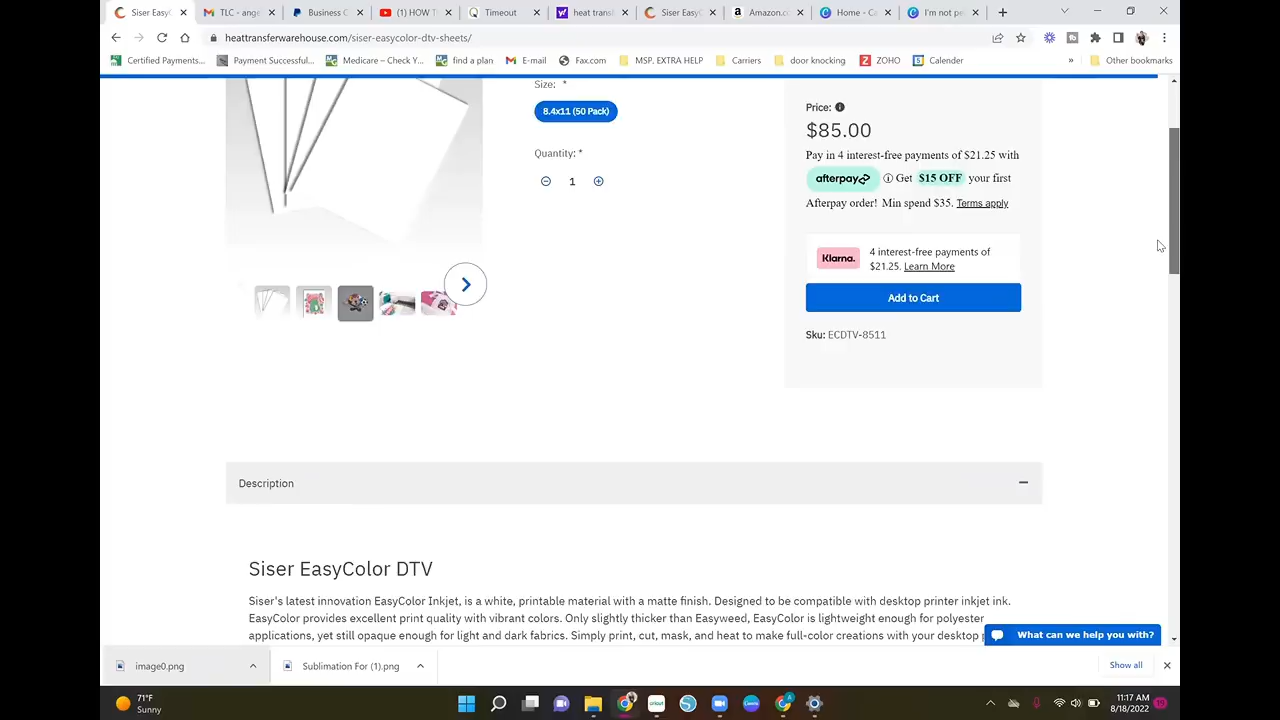 Siser EasyC
TLC - ange
Business G
(1) HOW T
Timeout
heat transf
Siser EasyC
Amazon.co
Home - Ca
I'm not pe
heattransferwarehouse.com/siser-easycolor-dtv-sheets/
Certified Payments...
Payment Successful...
Medicare – Check Y...
find a plan
E-mail
Fax.com
MSP. EXTRA HELP
Carriers
door knocking
ZOHO
Calender
»
Other bookmarks
Size: *
8.4x11 (50 Pack)
Quantity: *
1
Price:
$85.00
Pay in 4 interest-free payments of $21.25 with
afterpay Get $15 OFF your first
Afterpay order! Min spend $35. Terms apply
Klarna.
4 interest-free payments of
$21.25. Learn More
Add to Cart
Sku: ECDTV-8511
Description
Siser EasyColor DTV
Siser's latest innovation EasyColor Inkjet, is a white, printable material with a matte finish. Designed to be compatible with desktop printer inkjet ink.
EasyColor provides excellent print quality with vibrant colors. Only slightly thicker than Easyweed, EasyColor is lightweight enough for polyester
applications, yet still opaque enough for light and dark fabrics. Simply print, cut, mask, and heat to make full-color creations with your desktop p
What can we help you with?
image0.png
Sublimation For (1).png
Show all
71°F
Sunny
11:17 AM
8/18/2022